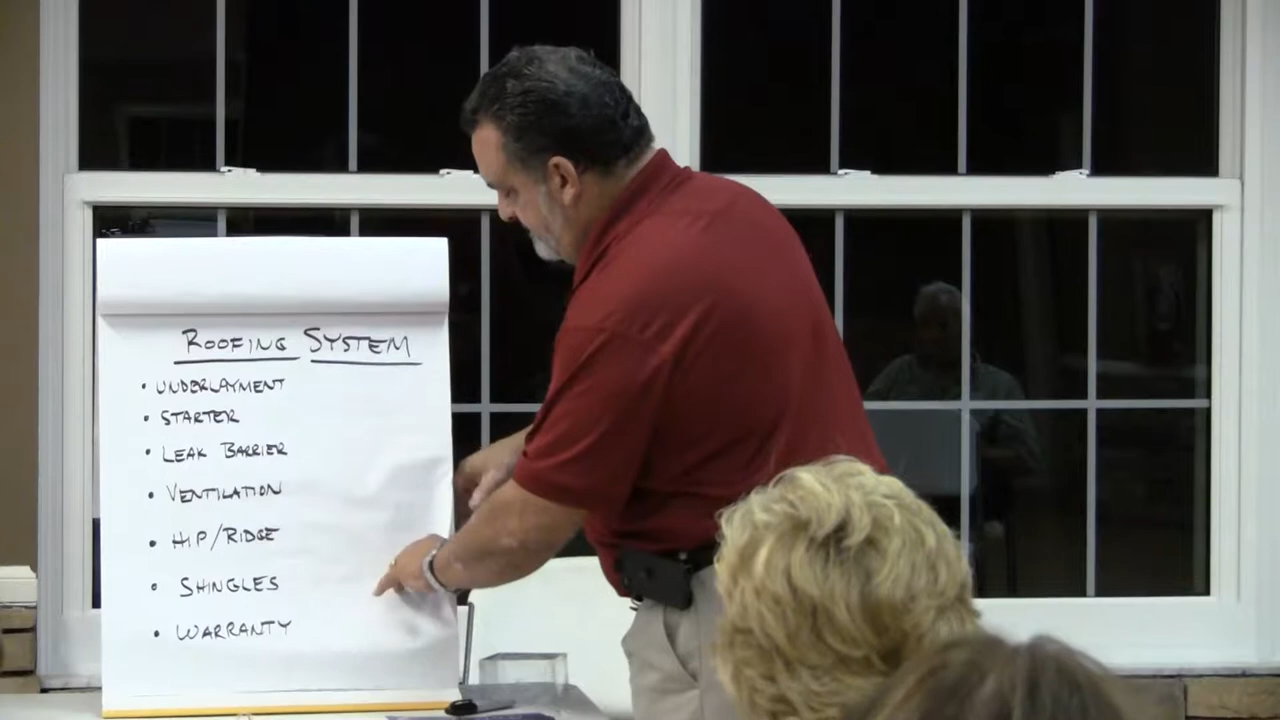 ROOFING SYSTEM
• UNDERLAYMENT
• STARTER
• LEAK BARRIER
• VENTILATION
• HIP/RIDGE
• SHINGLES
• WARRANTY